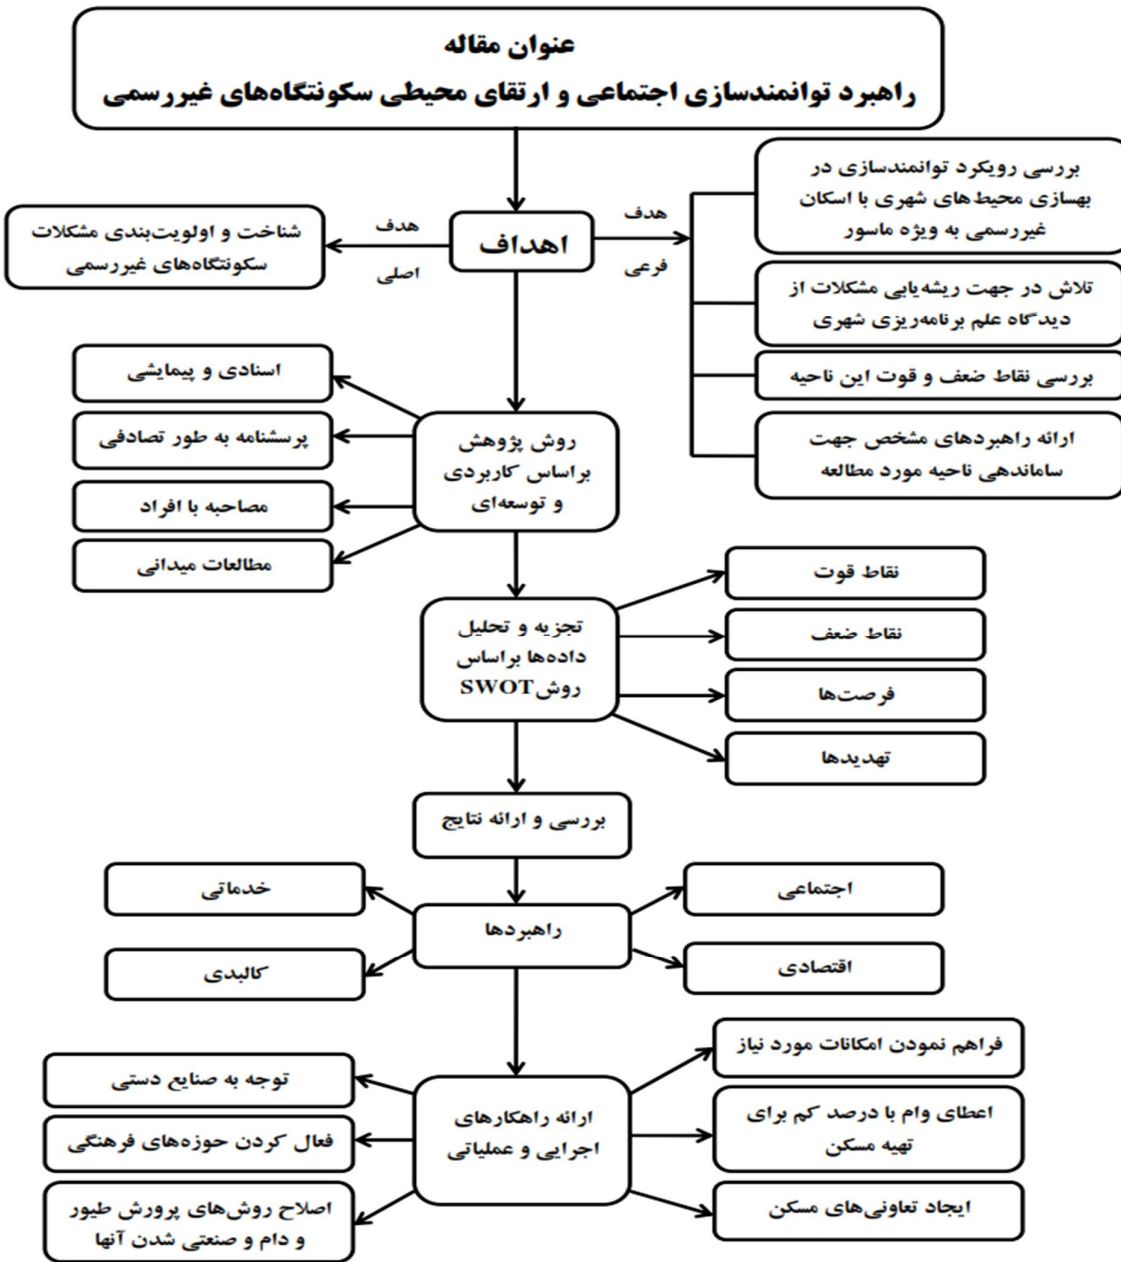 عنوان مقاله
راهبرد توانمندسازی اجتماعی و ارتقای محیطی سکونتگاه‌های غیررسمی
بررسی رویکرد توانمندسازی در
بهسازی محیط‌های شهری با اسکان
غیررسمی به ویژه ماسور
هدف
فرعی
اهداف
هدف
اصلی
شناخت و اولویت‌بندی مشکلات
سکونتگاه‌های غیررسمی
تلاش در جهت ریشه‌یابی مشکلات از
دیدگاه علم برنامه‌ریزی شهری
بررسی نقاط ضعف و قوت این ناحیه
ارائه راهبردهای مشخص جهت
ساماندهی ناحیه مورد مطالعه
روش پژوهش
براساس کاربردی
و توسعه‌ای
اسنادی و پیمایشی
پرسشنامه به طور تصادفی
مصاحبه با افراد
مطالعات میدانی
تجزیه و تحلیل
داده‌ها براساس
روش SWOT
نقاط قوت
نقاط ضعف
فرصت‌ها
تهدیدها
بررسی و ارائه نتایج
راهبردها
اجتماعی
اقتصادی
خدماتی
کالبدی
ارائه راهکارهای
اجرایی و عملیاتی
فراهم نمودن امکانات مورد نیاز
اعطای وام با درصد کم برای
تهیه مسکن
ایجاد تعاونی‌های مسکن
توجه به صنایع دستی
فعال کردن حوزه‌های فرهنگی
اصلاح روش‌های پرورش طیور
و دام و صنعتی شدن آنها